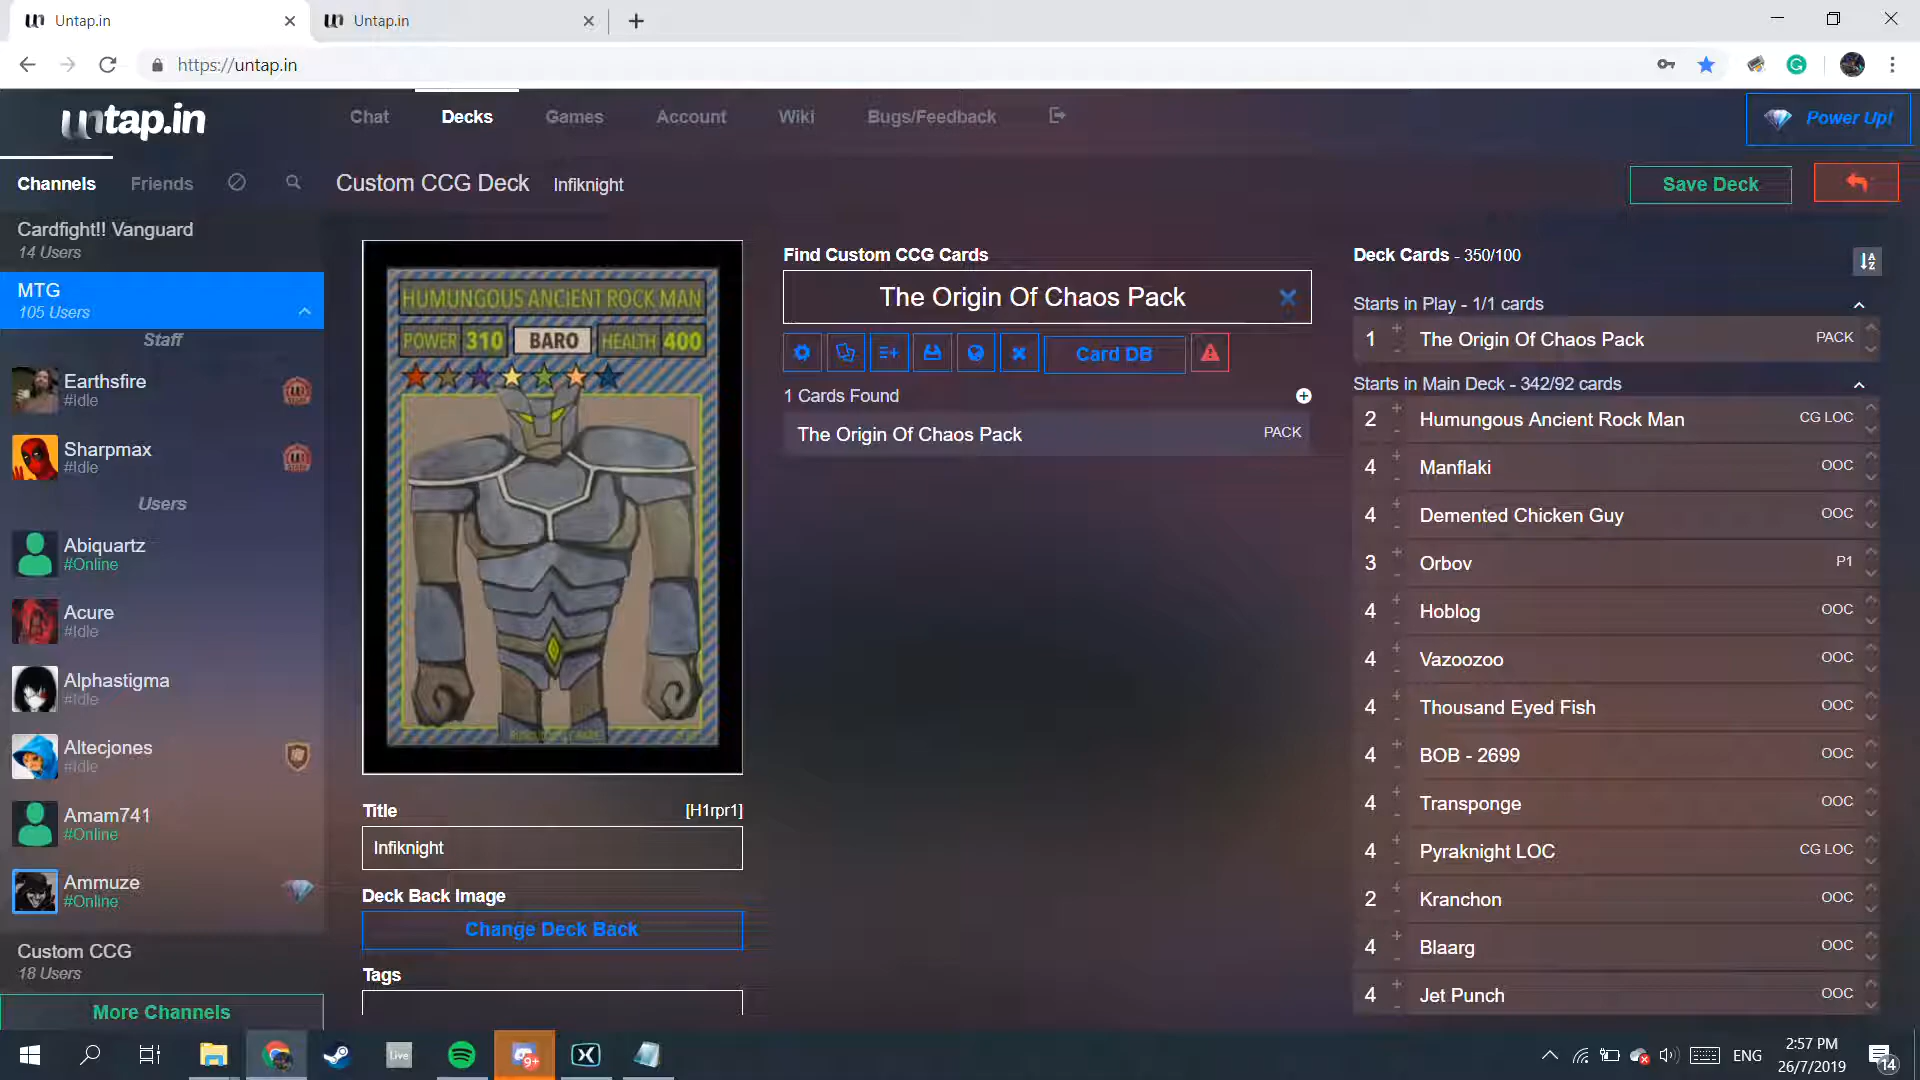 Untap.in
Untap.in
https://untap.in
untap.in
Chat
Decks
Games
Account
Wiki
Bugs/Feedback
Power Up!
Channels
Friends
Custom CCG Deck
Infiknight
Save Deck
Cardfight!! Vanguard
14 Users
MTG
105 Users
Staff
Earthsfire
#Idle
Sharpmax
#Idle
Users
Abiquartz
#Online
Acure
#Idle
Alphastigma
#Idle
Altecjones
#Idle
Amam741
#Online
Ammuze
#Online
Custom CCG
18 Users
More Channels
HUMUNGOUS ANCIENT ROCK MAN
POWER 310
BARO
HEALTH 400
Title
[H1rpr1]
Infiknight
Deck Back Image
Change Deck Back
Tags
Find Custom CCG Cards
The Origin Of Chaos Pack
Card DB
1 Cards Found
The Origin Of Chaos Pack PACK
Deck Cards - 350/100
Starts in Play - 1/1 cards
1 The Origin Of Chaos Pack PACK
Starts in Main Deck - 342/92 cards
2 Humungous Ancient Rock Man CG LOC
4 Manflaki OOC
4 Demented Chicken Guy OOC
3 Orbov P1
4 Hoblog OOC
4 Vazoozoo OOC
4 Thousand Eyed Fish OOC
4 BOB - 2699 OOC
4 Transponge OOC
4 Pyraknight LOC CG LOC
2 Kranchon OOC
4 Blaarg OOC
4 Jet Punch OOC
Live
9+
ENG
2:57 PM
26/7/2019
14